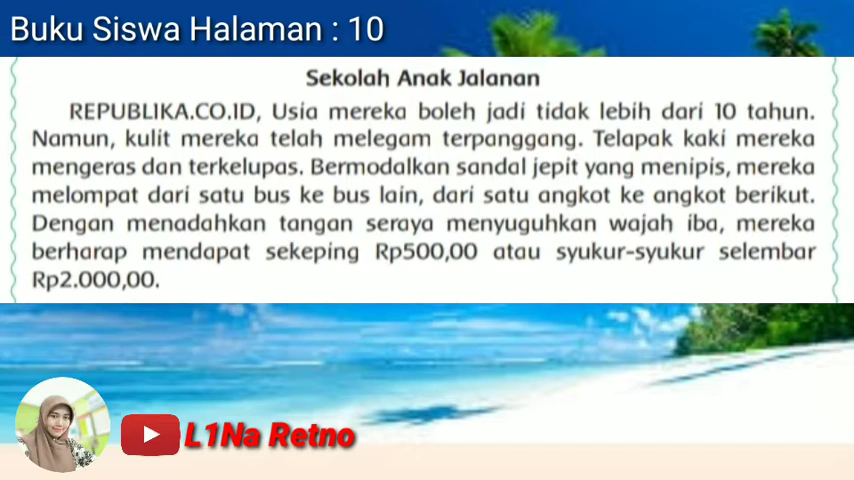 Buku Siswa Halaman : 10
Sekolah Anak Jalanan
REPUBLIKA.CO.ID, Usia mereka boleh jadi tidak lebih dari 10 tahun.
Namun, kulit mereka telah melegam terpanggang. Telapak kaki mereka
mengeras dan terkelupas. Bermodalkan sandal jepit yang menipis, mereka
melompat dari satu bus ke bus lain, dari satu angkot ke angkot berikut.
Dengan menadahkan tangan seraya menyuguhkan wajah iba, mereka
berharap mendapat sekeping Rp500,00 atau syukur-syukur selembar
Rp2.000,00.
L1Na Retno